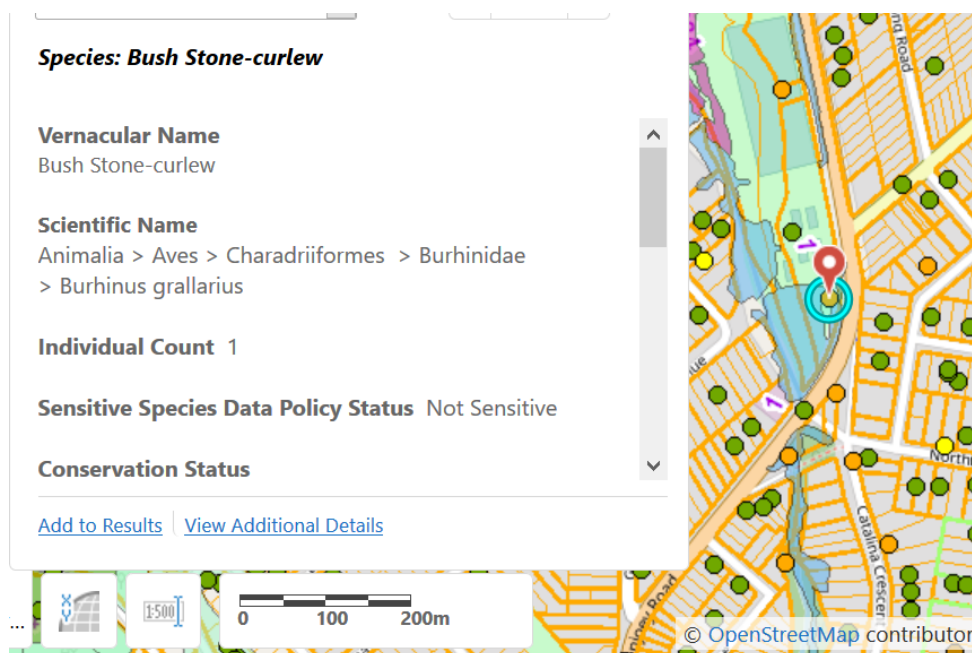 Species: Bush Stone-curlew
Vernacular Name
Bush Stone-curlew
Scientific Name
Animalia > Aves > Charadriiformes > Burhinidae
> Burhinus grallarius
Individual Count 1
Sensitive Species Data Policy Status Not Sensitive
Conservation Status
Add to Results View Additional Details
1
1
Catalina Crescent
Road
... X Y 1:500 0 100 200m
© OpenStreetMap contributor